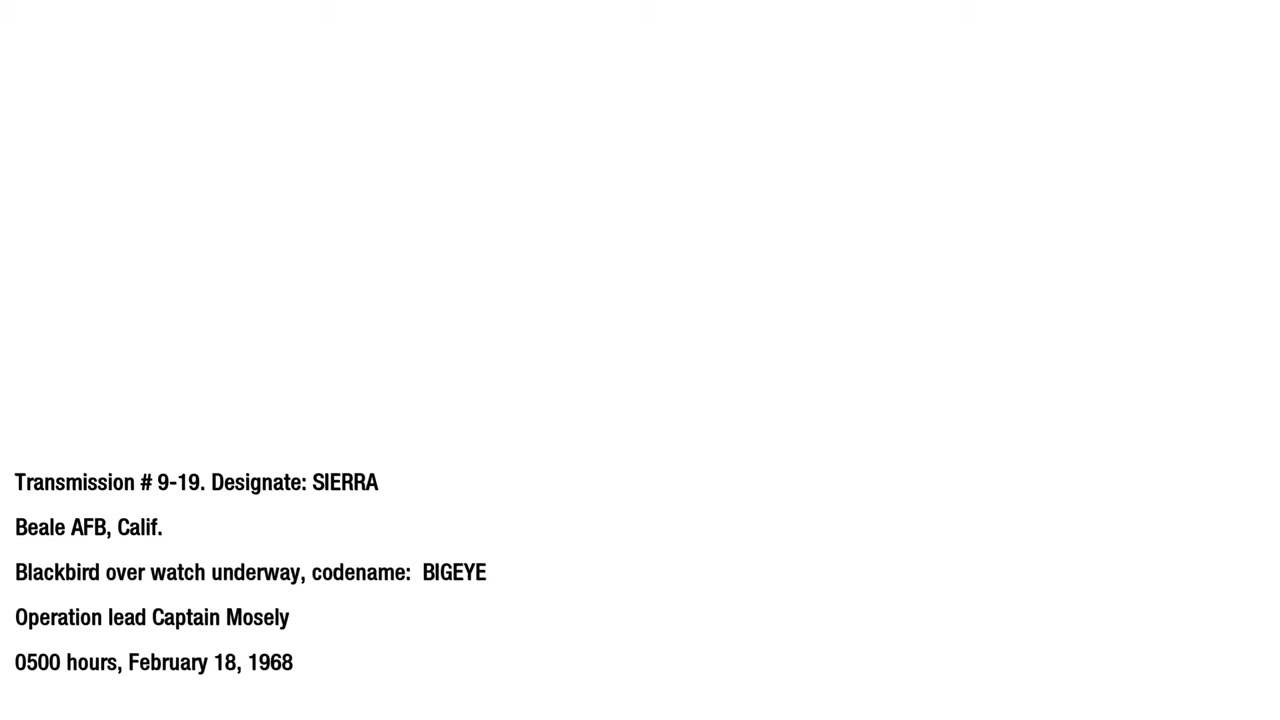 Transmission # 9-19. Designate: SIERRA
Beale AFB, Calif.
Blackbird over watch underway, codename:  BIGEYE
Operation lead Captain Mosely
0500 hours, February 18, 1968